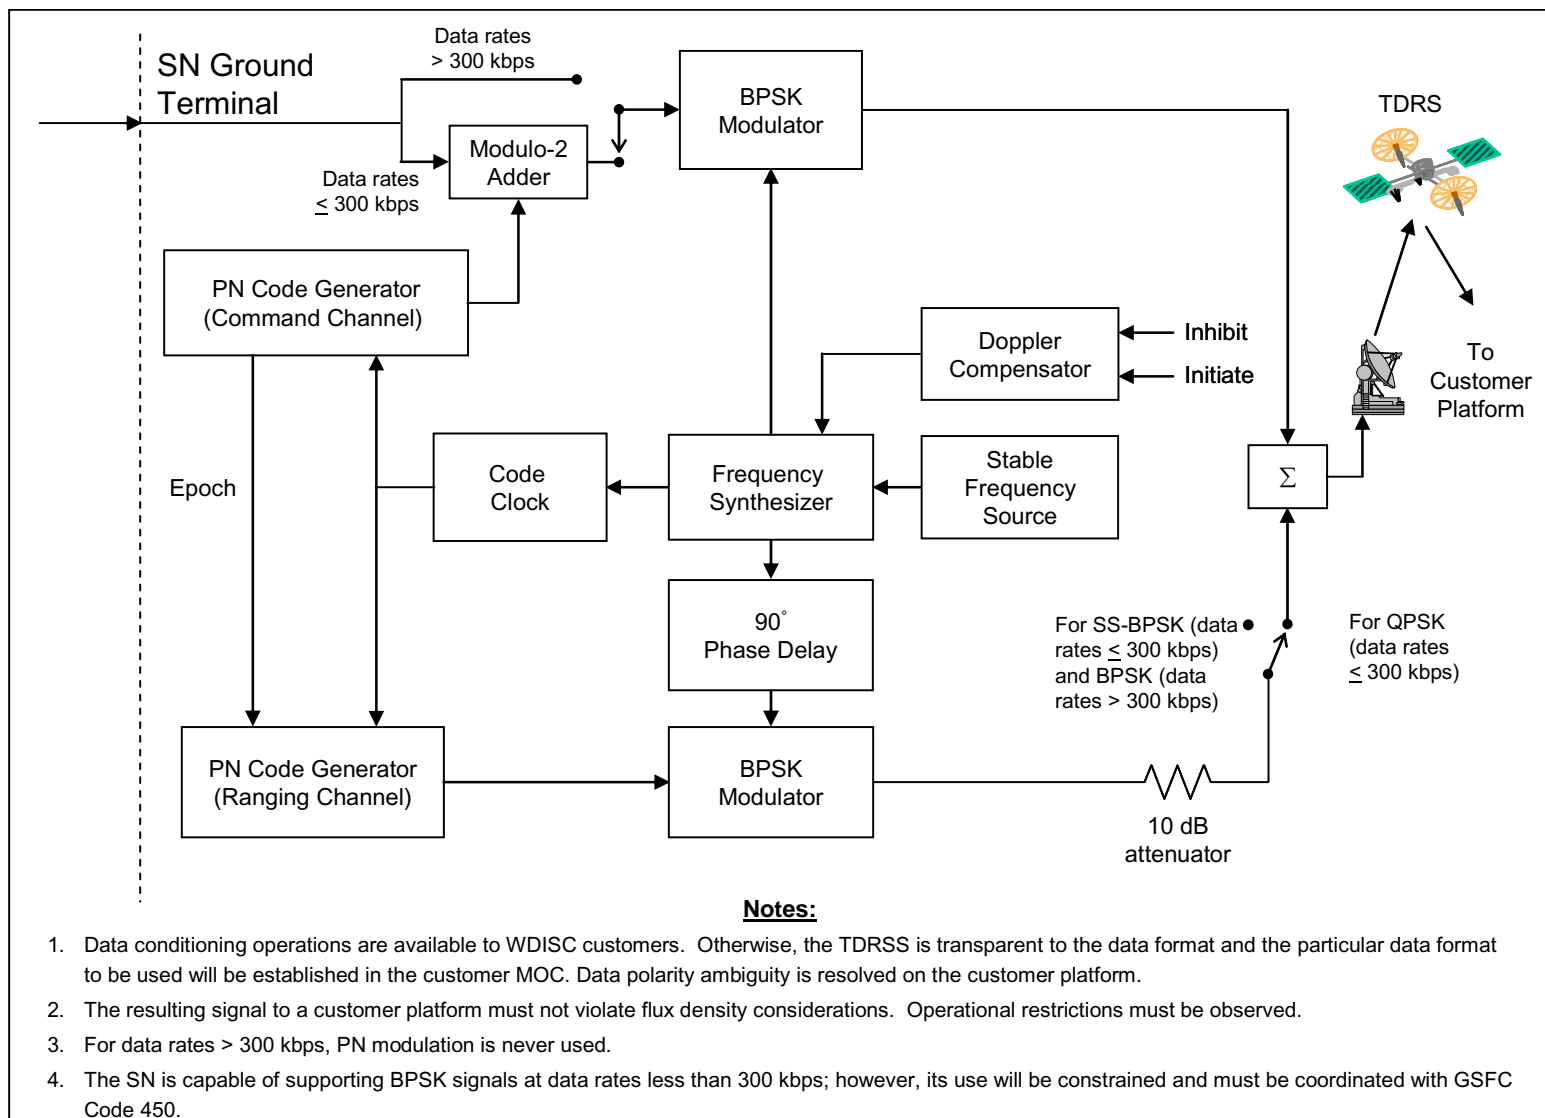 SN Ground
Terminal
Data rates
> 300 kbps
Data rates
≤ 300 kbps
Modulo-2
Adder
BPSK
Modulator
TDRS
PN Code Generator
(Command Channel)
Doppler
Compensator
Inhibit
Initiate
To
Customer
Platform
Epoch
Code
Clock
Frequency
Synthesizer
Stable
Frequency
Source
Σ
90°
Phase Delay
For SS-BPSK (data
rates ≤ 300 kbps)
and BPSK (data
rates > 300 kbps)
For QPSK
(data rates
≤ 300 kbps)
PN Code Generator
(Ranging Channel)
BPSK
Modulator
10 dB
attenuator
Notes:
1. Data conditioning operations are available to WDISC customers. Otherwise, the TDRSS is transparent to the data format and the particular data format
to be used will be established in the customer MOC. Data polarity ambiguity is resolved on the customer platform.
2. The resulting signal to a customer platform must not violate flux density considerations. Operational restrictions must be observed.
3. For data rates > 300 kbps, PN modulation is never used.
4. The SN is capable of supporting BPSK signals at data rates less than 300 kbps; however, its use will be constrained and must be coordinated with GSFC
Code 450.